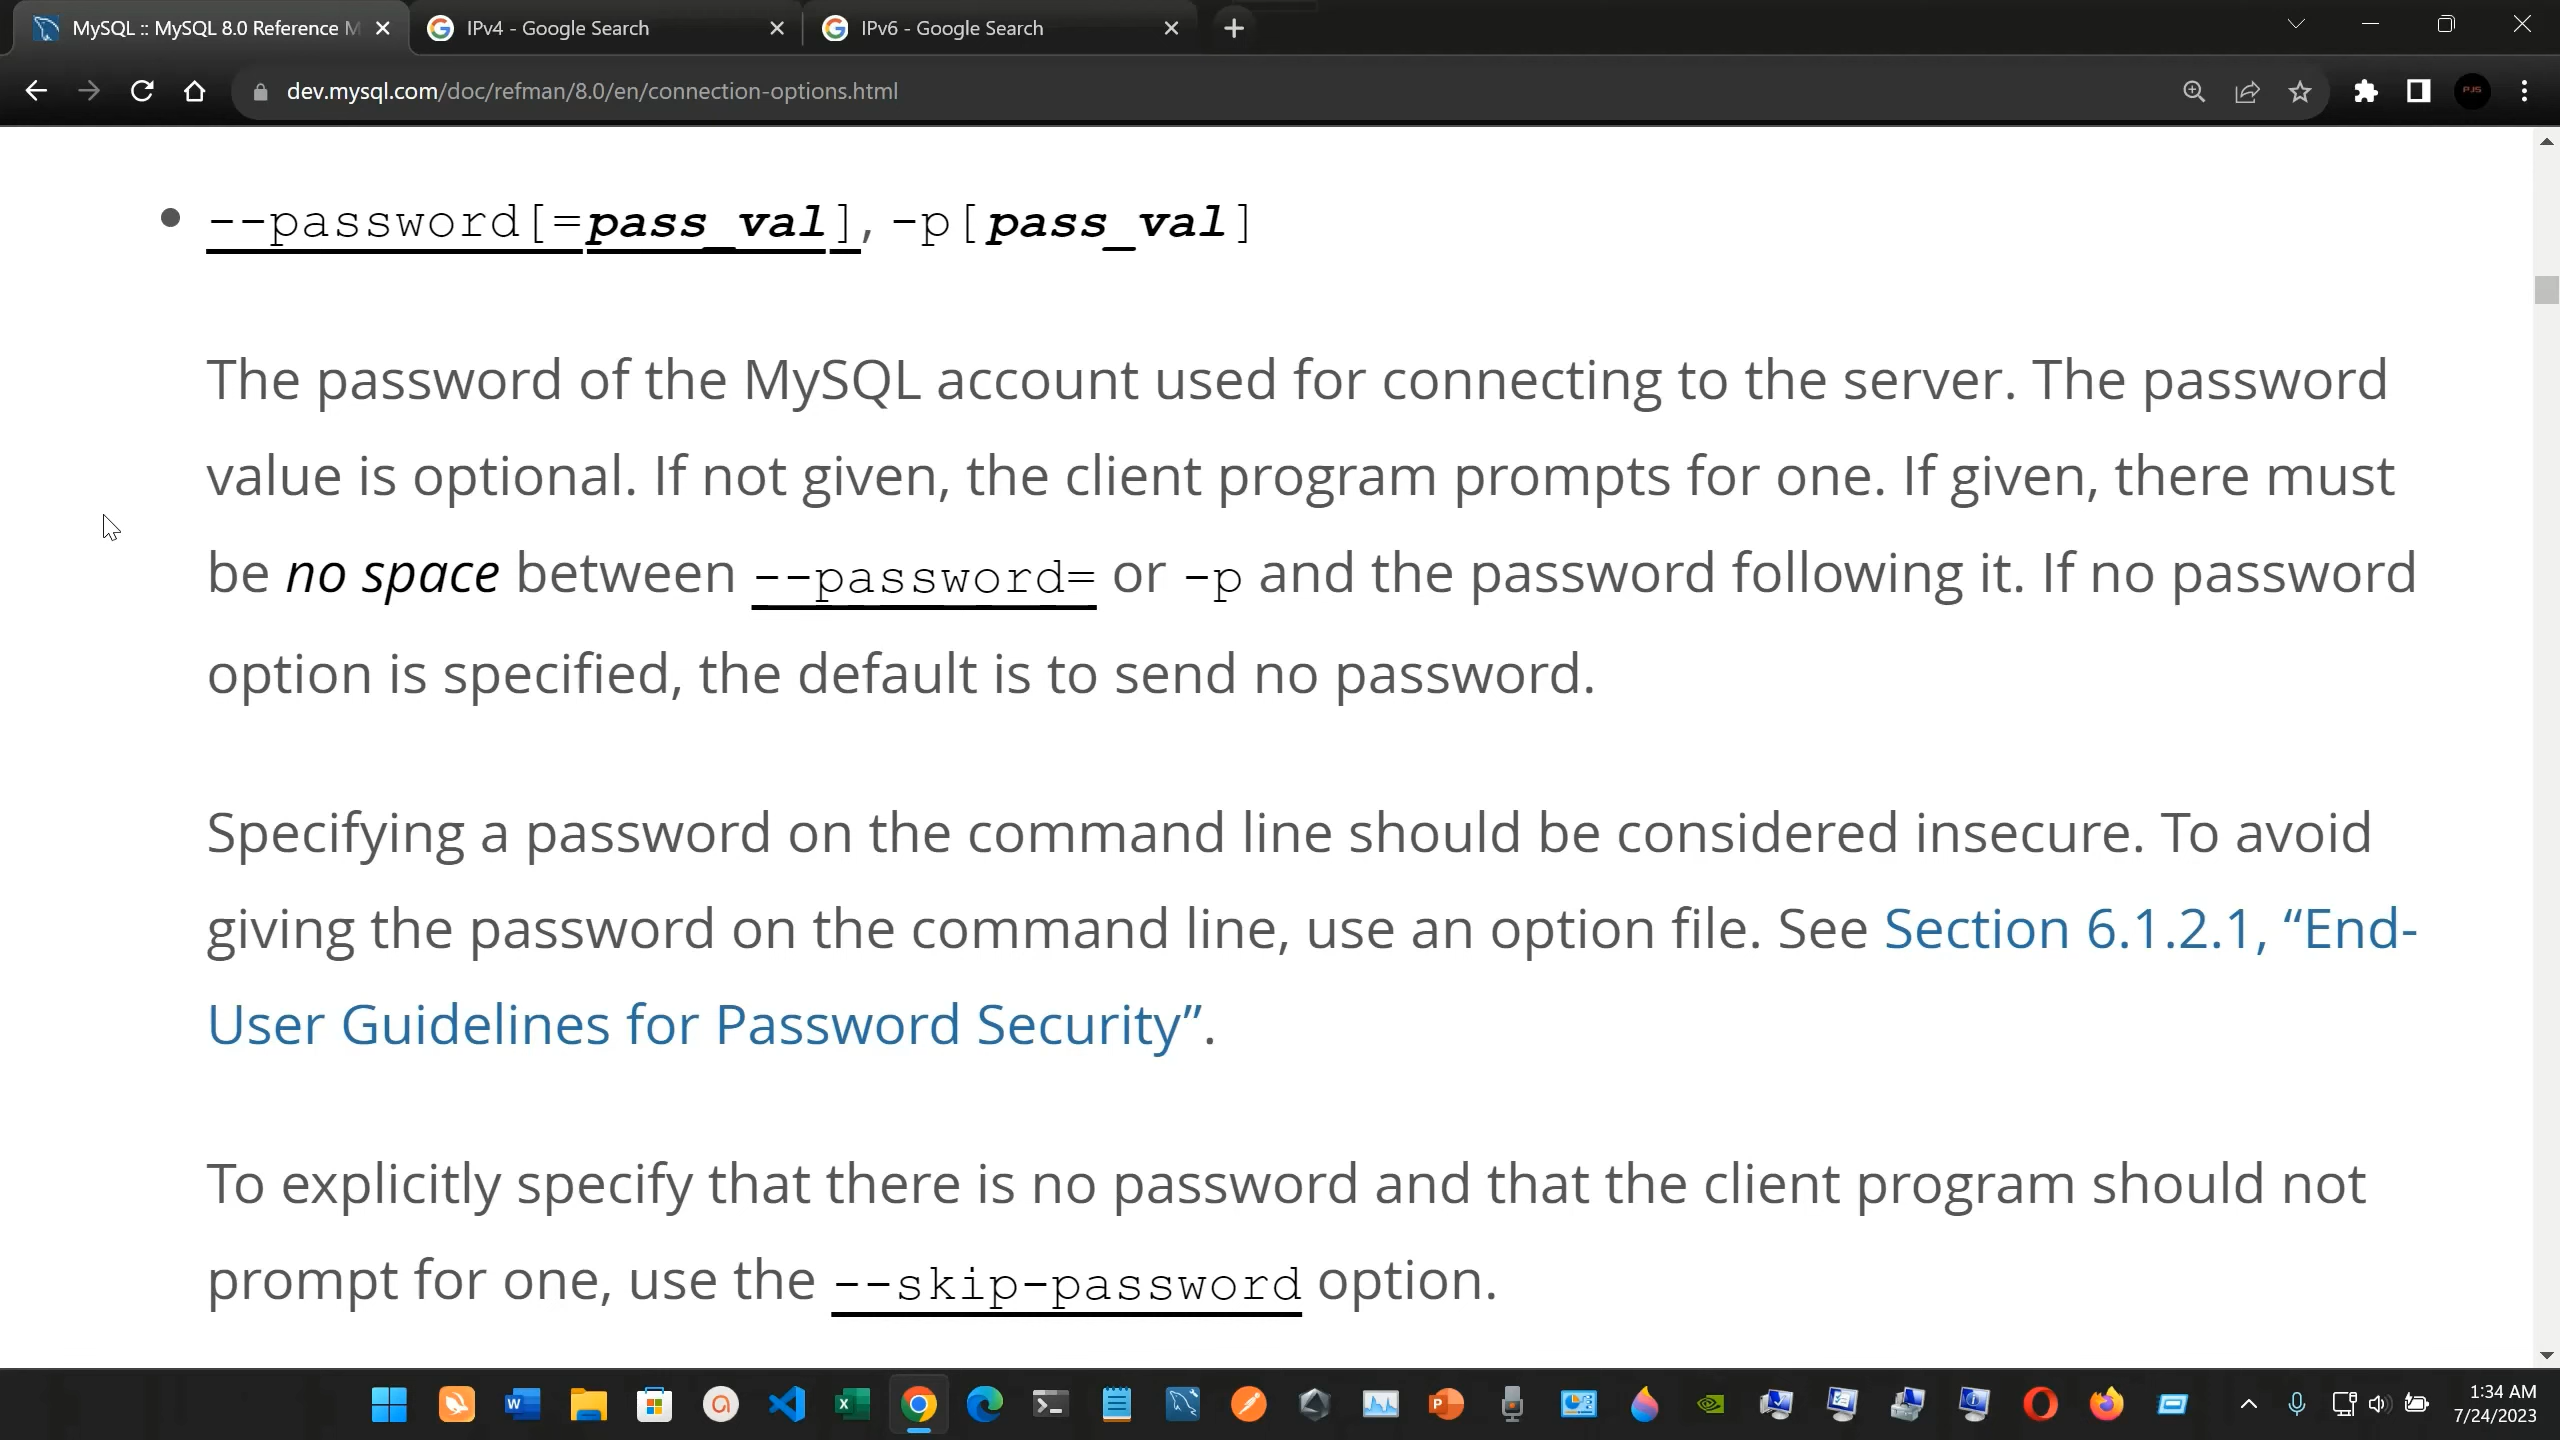 MySQL :: MySQL 8.0 Reference M
IPv4 - Google Search
IPv6 - Google Search
dev.mysql.com/doc/refman/8.0/en/connection-options.html
PJS
--password[=pass_val], -p[pass_val]
The password of the MySQL account used for connecting to the server. The password
value is optional. If not given, the client program prompts for one. If given, there must
be no space between --password= or -p and the password following it. If no password
option is specified, the default is to send no password.
Specifying a password on the command line should be considered insecure. To avoid
giving the password on the command line, use an option file. See Section 6.1.2.1, “End-
User Guidelines for Password Security”.
To explicitly specify that there is no password and that the client program should not
prompt for one, use the --skip-password option.
1:34 AM
7/24/2023